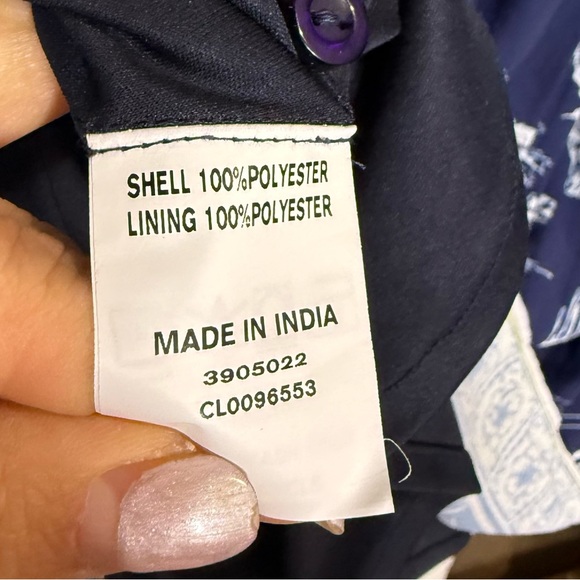 SHELL 100%POLYESTER
LINING 100%POLYESTER
MADE IN INDIA
3905022
CL0096553